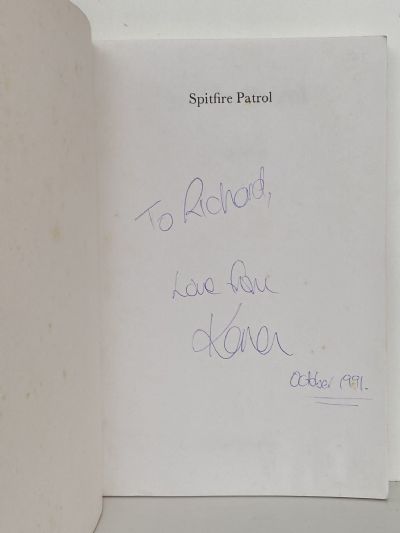 Spitfire Patrol
To Richard,
Love from
Karen
October 1991.